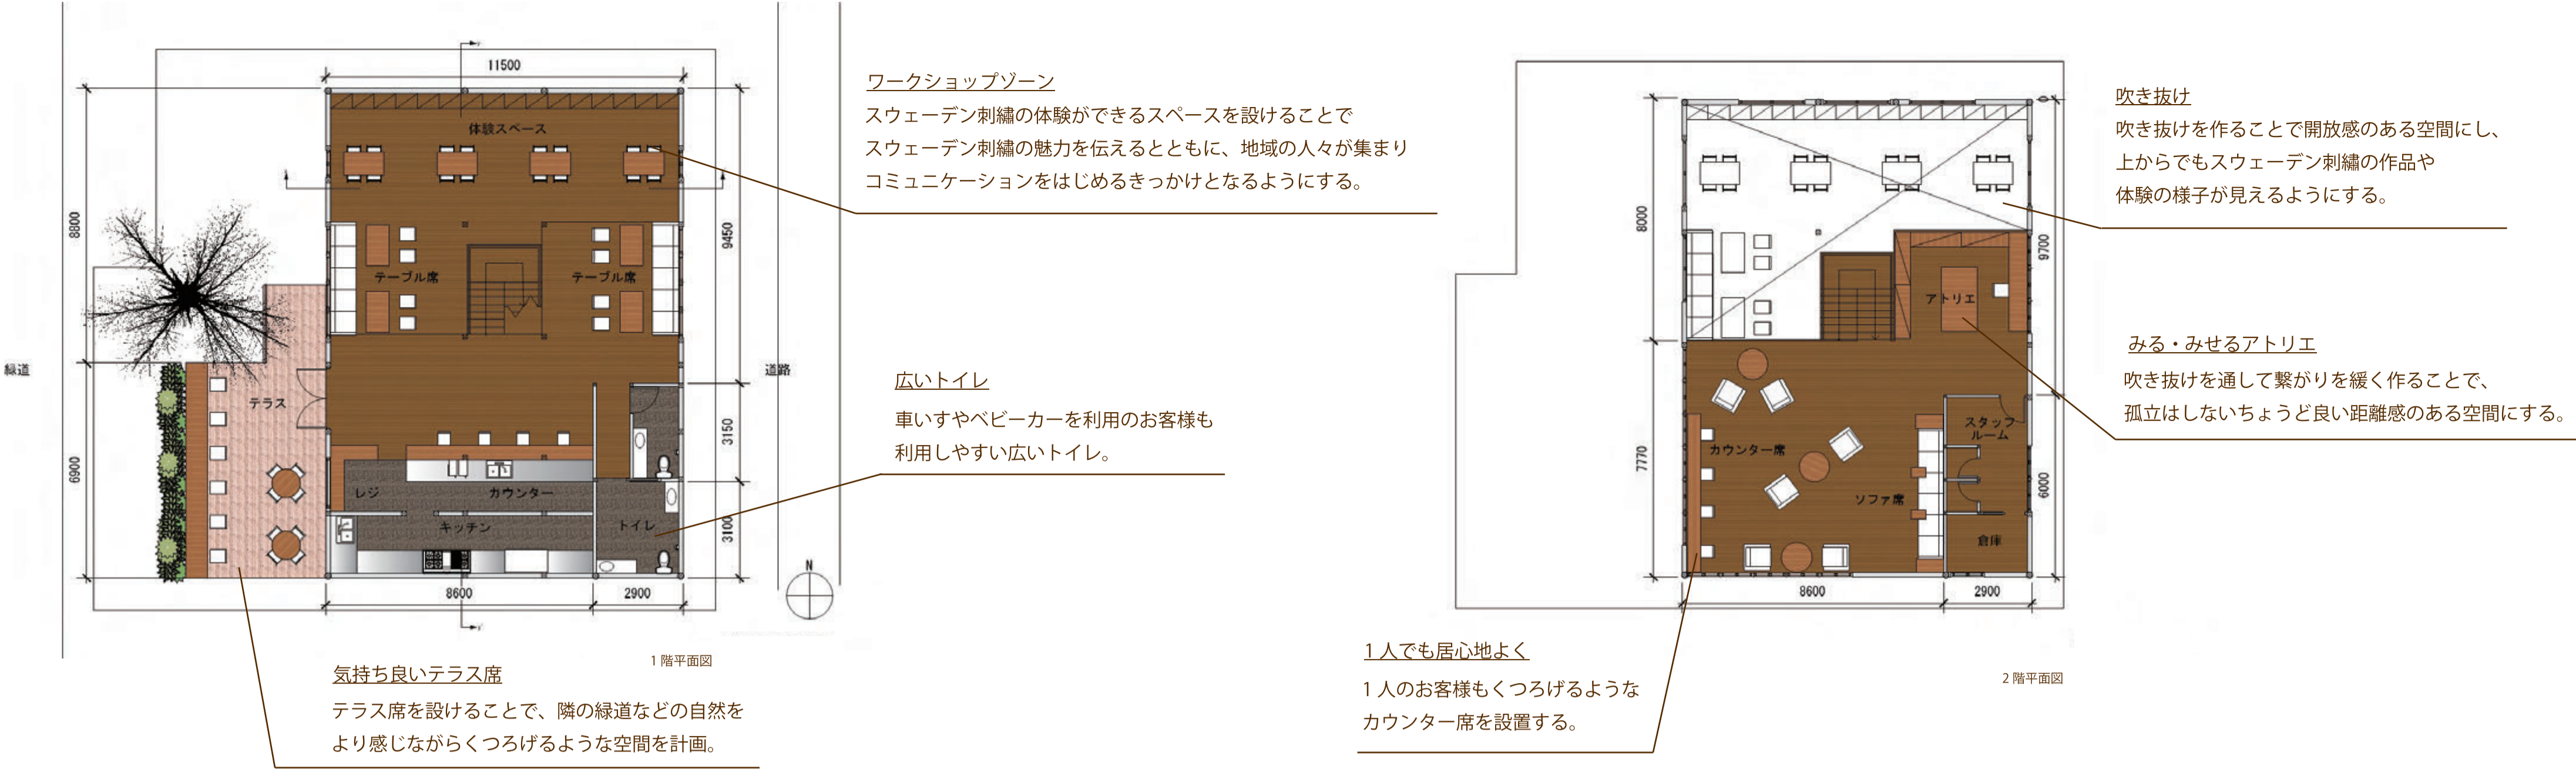 11500
体験スペース
8800
9450
テーブル席
テーブル席
緑道
道路
テラス
3150
6900
レジ
カウンター
キッチン
トイレ
3100
N
8600
2900
1階平面図
ワークショップゾーン
スウェーデン刺繍の体験ができるスペースを設けることで
スウェーデン刺繍の魅力を伝えるとともに、地域の人々が集まり
コミュニケーションをはじめるきっかけとなるようにする。
広いトイレ
車いすやベビーカーを利用のお客様も
利用しやすい広いトイレ。
気持ち良いテラス席
テラス席を設けることで、隣の緑道などの自然を
より感じながらくつろげるような空間を計画。
8000
9700
アトリエ
スタッフ
ルーム
カウンター席
7770
6000
ソファ席
倉庫
8600
2900
2階平面図
吹き抜け
吹き抜けを作ることで開放感のある空間にし、
上からでもスウェーデン刺繍の作品や
体験の様子が見えるようにする。
みる・みせるアトリエ
吹き抜けを通して繋がりを緩く作ることで、
孤立はしないちょうど良い距離感のある空間にする。
1人でも居心地よく
1人のお客様もくつろげるような
カウンター席を設置する。